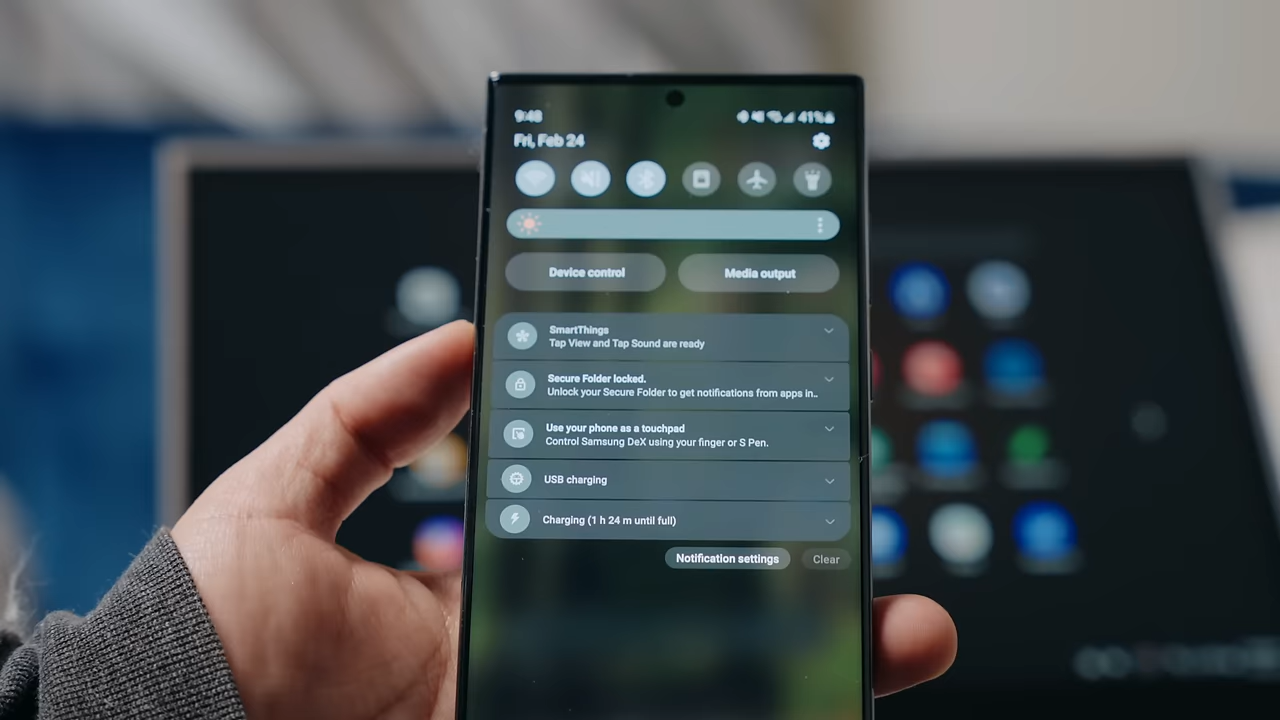 9:48
41%
Fri, Feb 24
Device control
Media output
SmartThings
Tap View and Tap Sound are ready
Secure Folder locked.
Unlock your Secure Folder to get notifications from apps in..
Use your phone as a touchpad
Control Samsung DeX using your finger or S Pen.
USB charging
Charging (1 h 24 m until full)
Notification settings
Clear